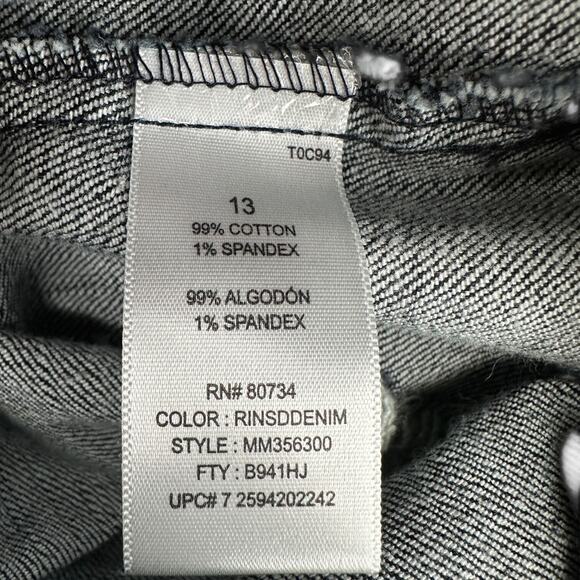 T0C94
13
99% COTTON
1% SPANDEX
99% ALGODÓN
1% SPANDEX
RN# 80734
COLOR : RINSDDENIM
STYLE : MM356300
FTY : B941HJ
UPC# 7 2594202242